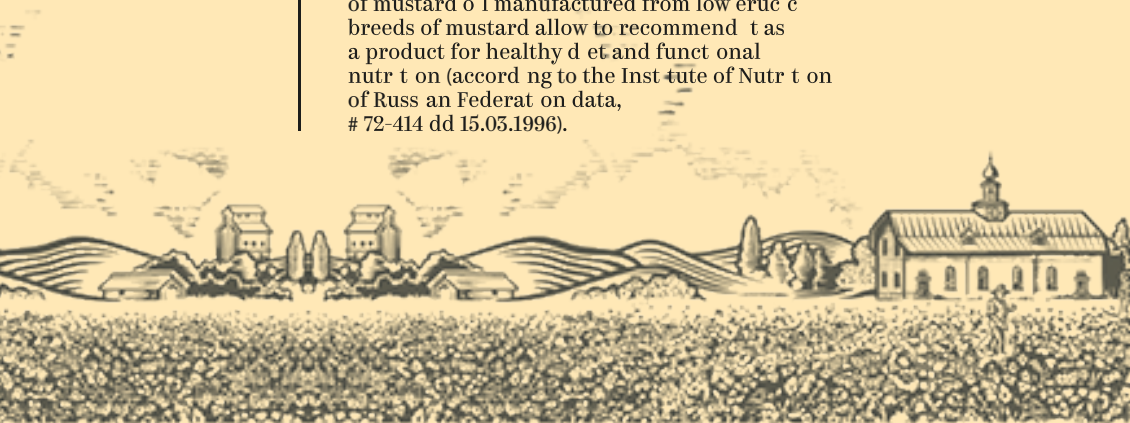 of mustard o l manufactured from low eruc c
breeds of mustard allow to recommend  t as
a product for healthy d et and funct onal
nutr t on (accord ng to the Inst tute of Nutr t on
of Russ an Federat on data,
# 72-414 dd 15.03.1996).